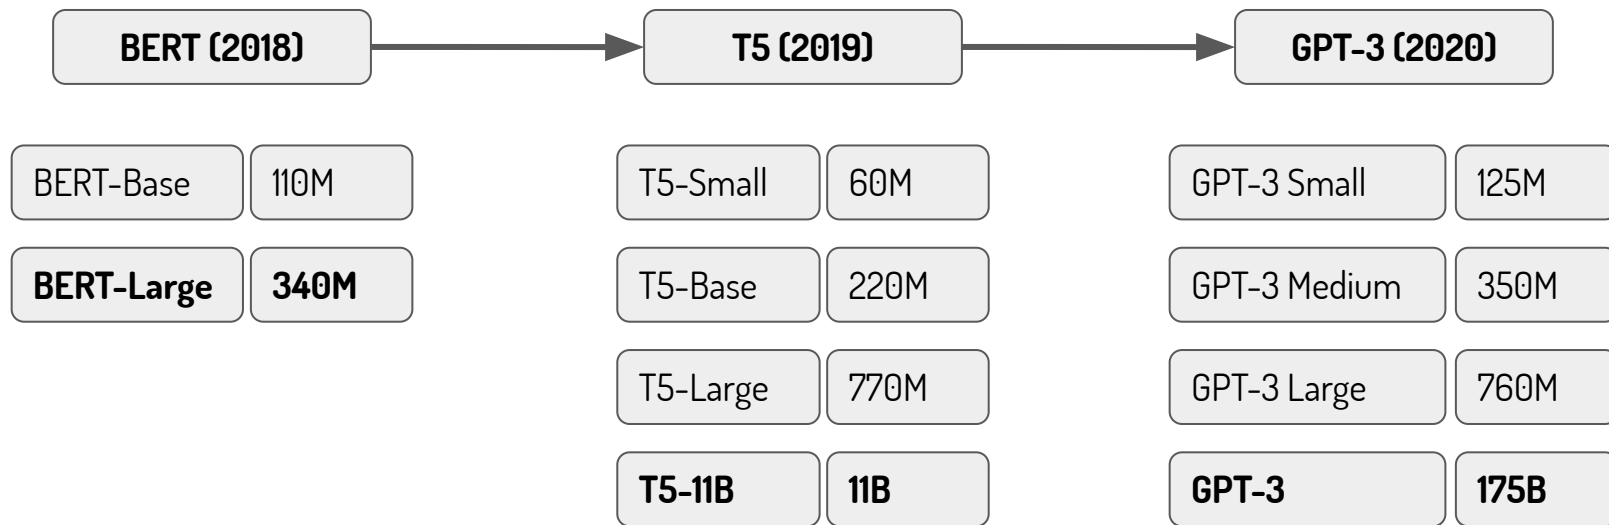 BERT (2018)
T5 (2019)
GPT-3 (2020)
BERT-Base 110M
BERT-Large 340M
T5-Small 60M
T5-Base 220M
T5-Large 770M
T5-11B 11B
GPT-3 Small 125M
GPT-3 Medium 350M
GPT-3 Large 760M
GPT-3 175B